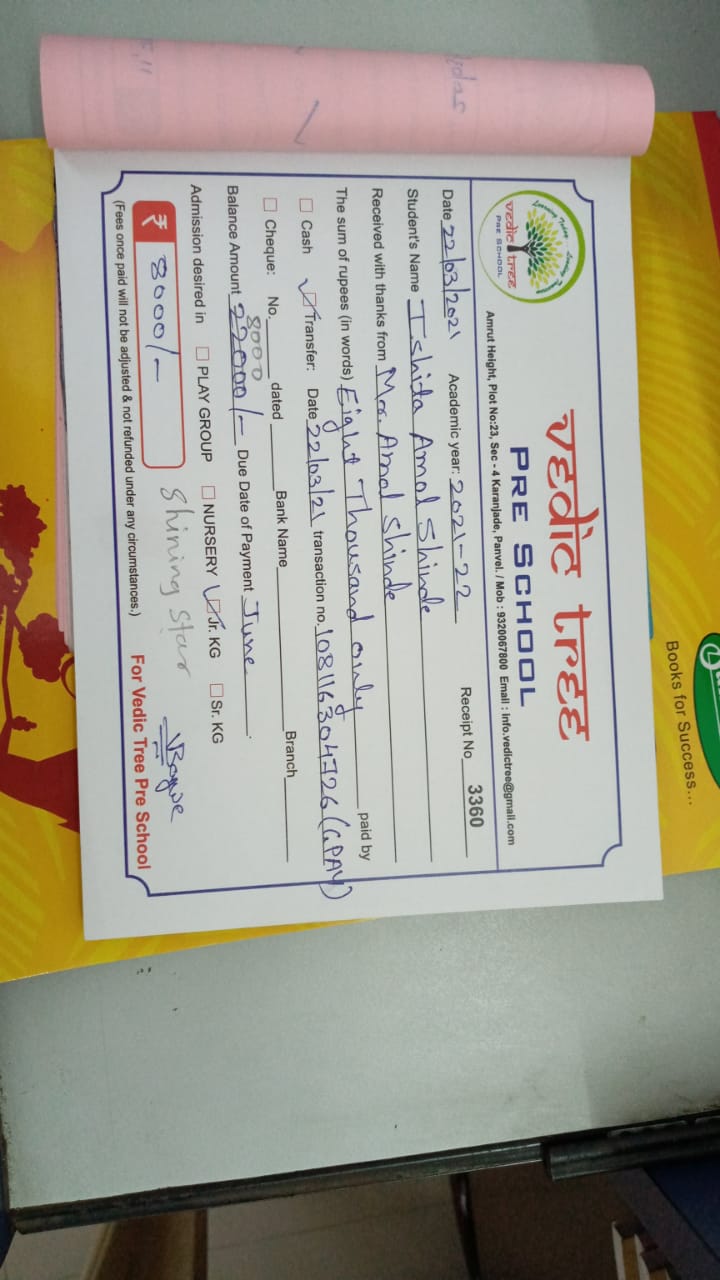 Books for Success...
vedic tree
PRE SCHOOL
Learning
vedic tree
PRE SCHOOL
Amrut Height, Plot No:23, Sec - 4 Karanjade, Panvel. / Mob : 9320067800 Email : info.vedictree@gmail.com
Receipt No 3360
Date 22/03/2021 Academic year: 2021-22
Student's Name Ishita Amol Shinde
Received with thanks from Mr. Amol Shinde
The sum of rupees (in words) Eight Thousand only paid by
☐ Cash ☑ Transfer: Date 22/03/21 transaction no. 108116304726 (GPAY)
☐ Cheque: No. dated Bank Name Branch
8000
Balance Amount 22000/- Due Date of Payment June
Admission desired in ☐ PLAY GROUP ☐ NURSERY ☑ Jr. KG ☐ Sr. KG
₹ 8000/- Shining Star
For Vedic Tree Pre School
(Fees once paid will not be adjusted & not refunded under any circumstances.)